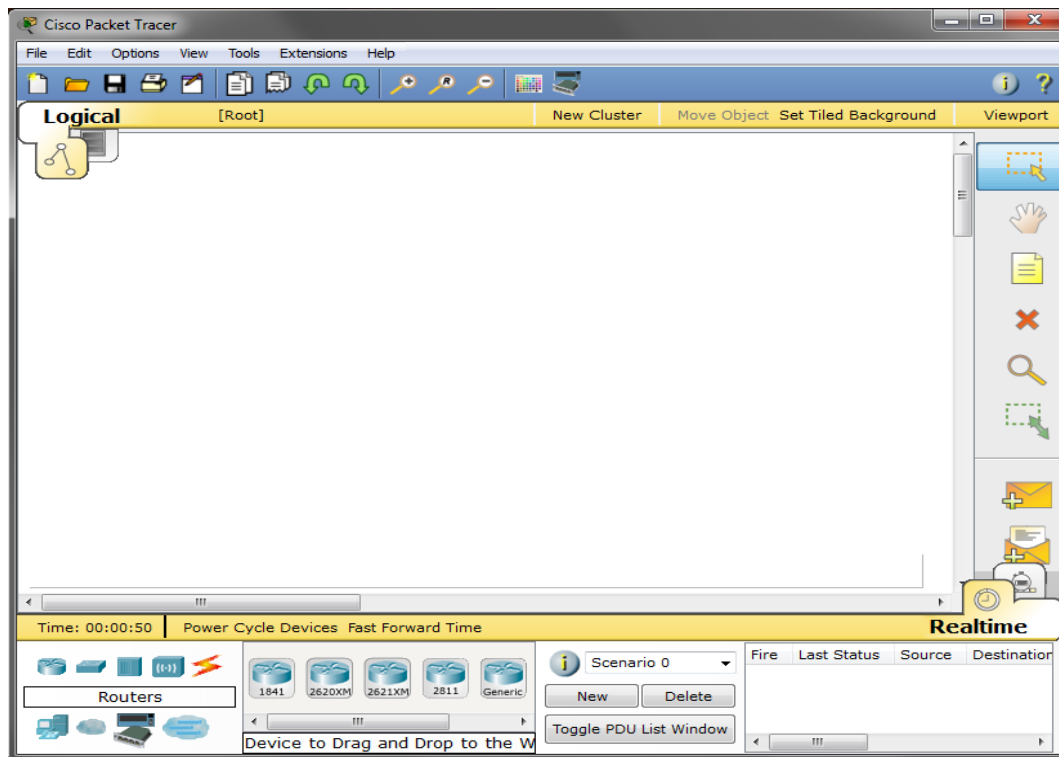 Cisco Packet Tracer
File Edit Options View Tools Extensions Help
Logical [Root] New Cluster Move Object Set Tiled Background Viewport
Time: 00:00:50 Power Cycle Devices Fast Forward Time Realtime
Routers
1841 2620XM 2621XM 2811 Generic
Device to Drag and Drop to the W
Scenario 0
New Delete
Toggle PDU List Window
Fire Last Status Source Destination